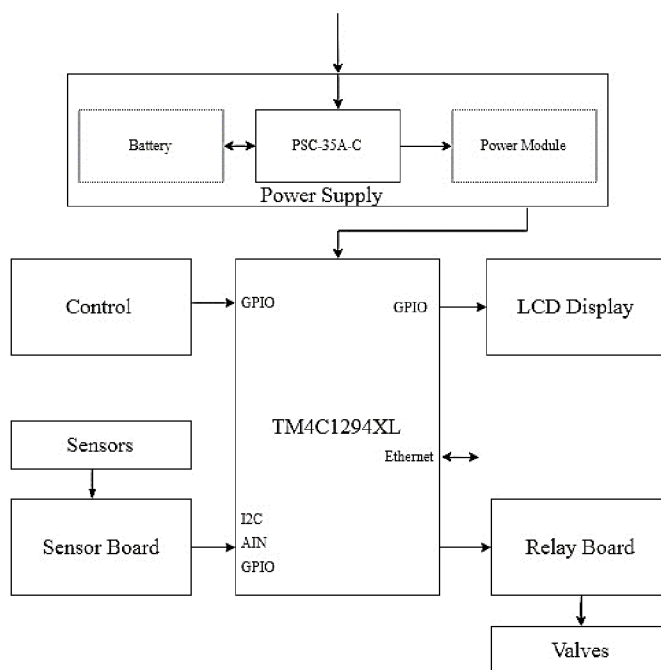 Battery
PSC-35A-C
Power Module
Power Supply
Control
GPIO
GPIO
LCD Display
TM4C1294XL
Sensors
Ethernet
Sensor Board
I2C
AIN
GPIO
Relay Board
Valves